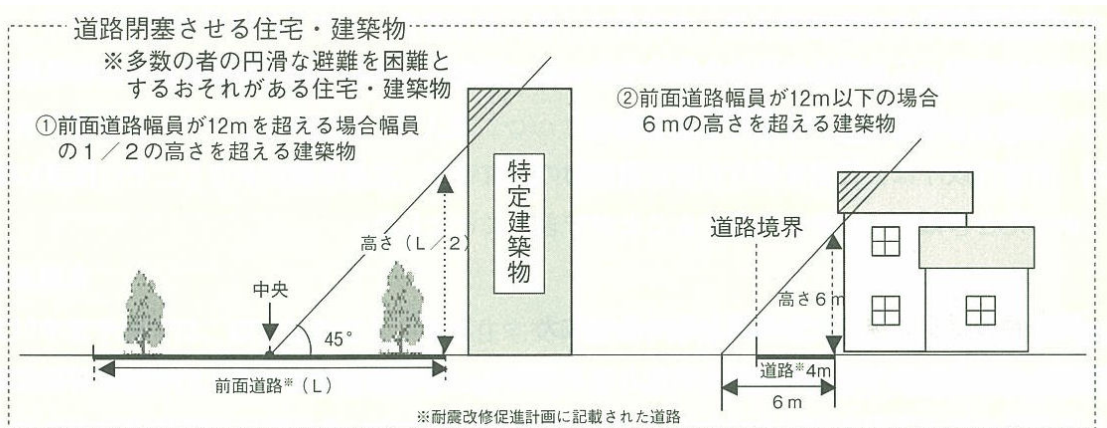 道路閉塞させる住宅・建築物
※多数の者の円滑な避難を困難と
するおそれがある住宅・建築物
①前面道路幅員が12mを超える場合幅員
の1／2の高さを超える建築物
②前面道路幅員が12m以下の場合
6mの高さを超える建築物
特定建築物
道路境界
高さ（L／2）
中央
高さ6m
45°
道路※4m
前面道路※（L）
6m
※耐震改修促進計画に記載された道路